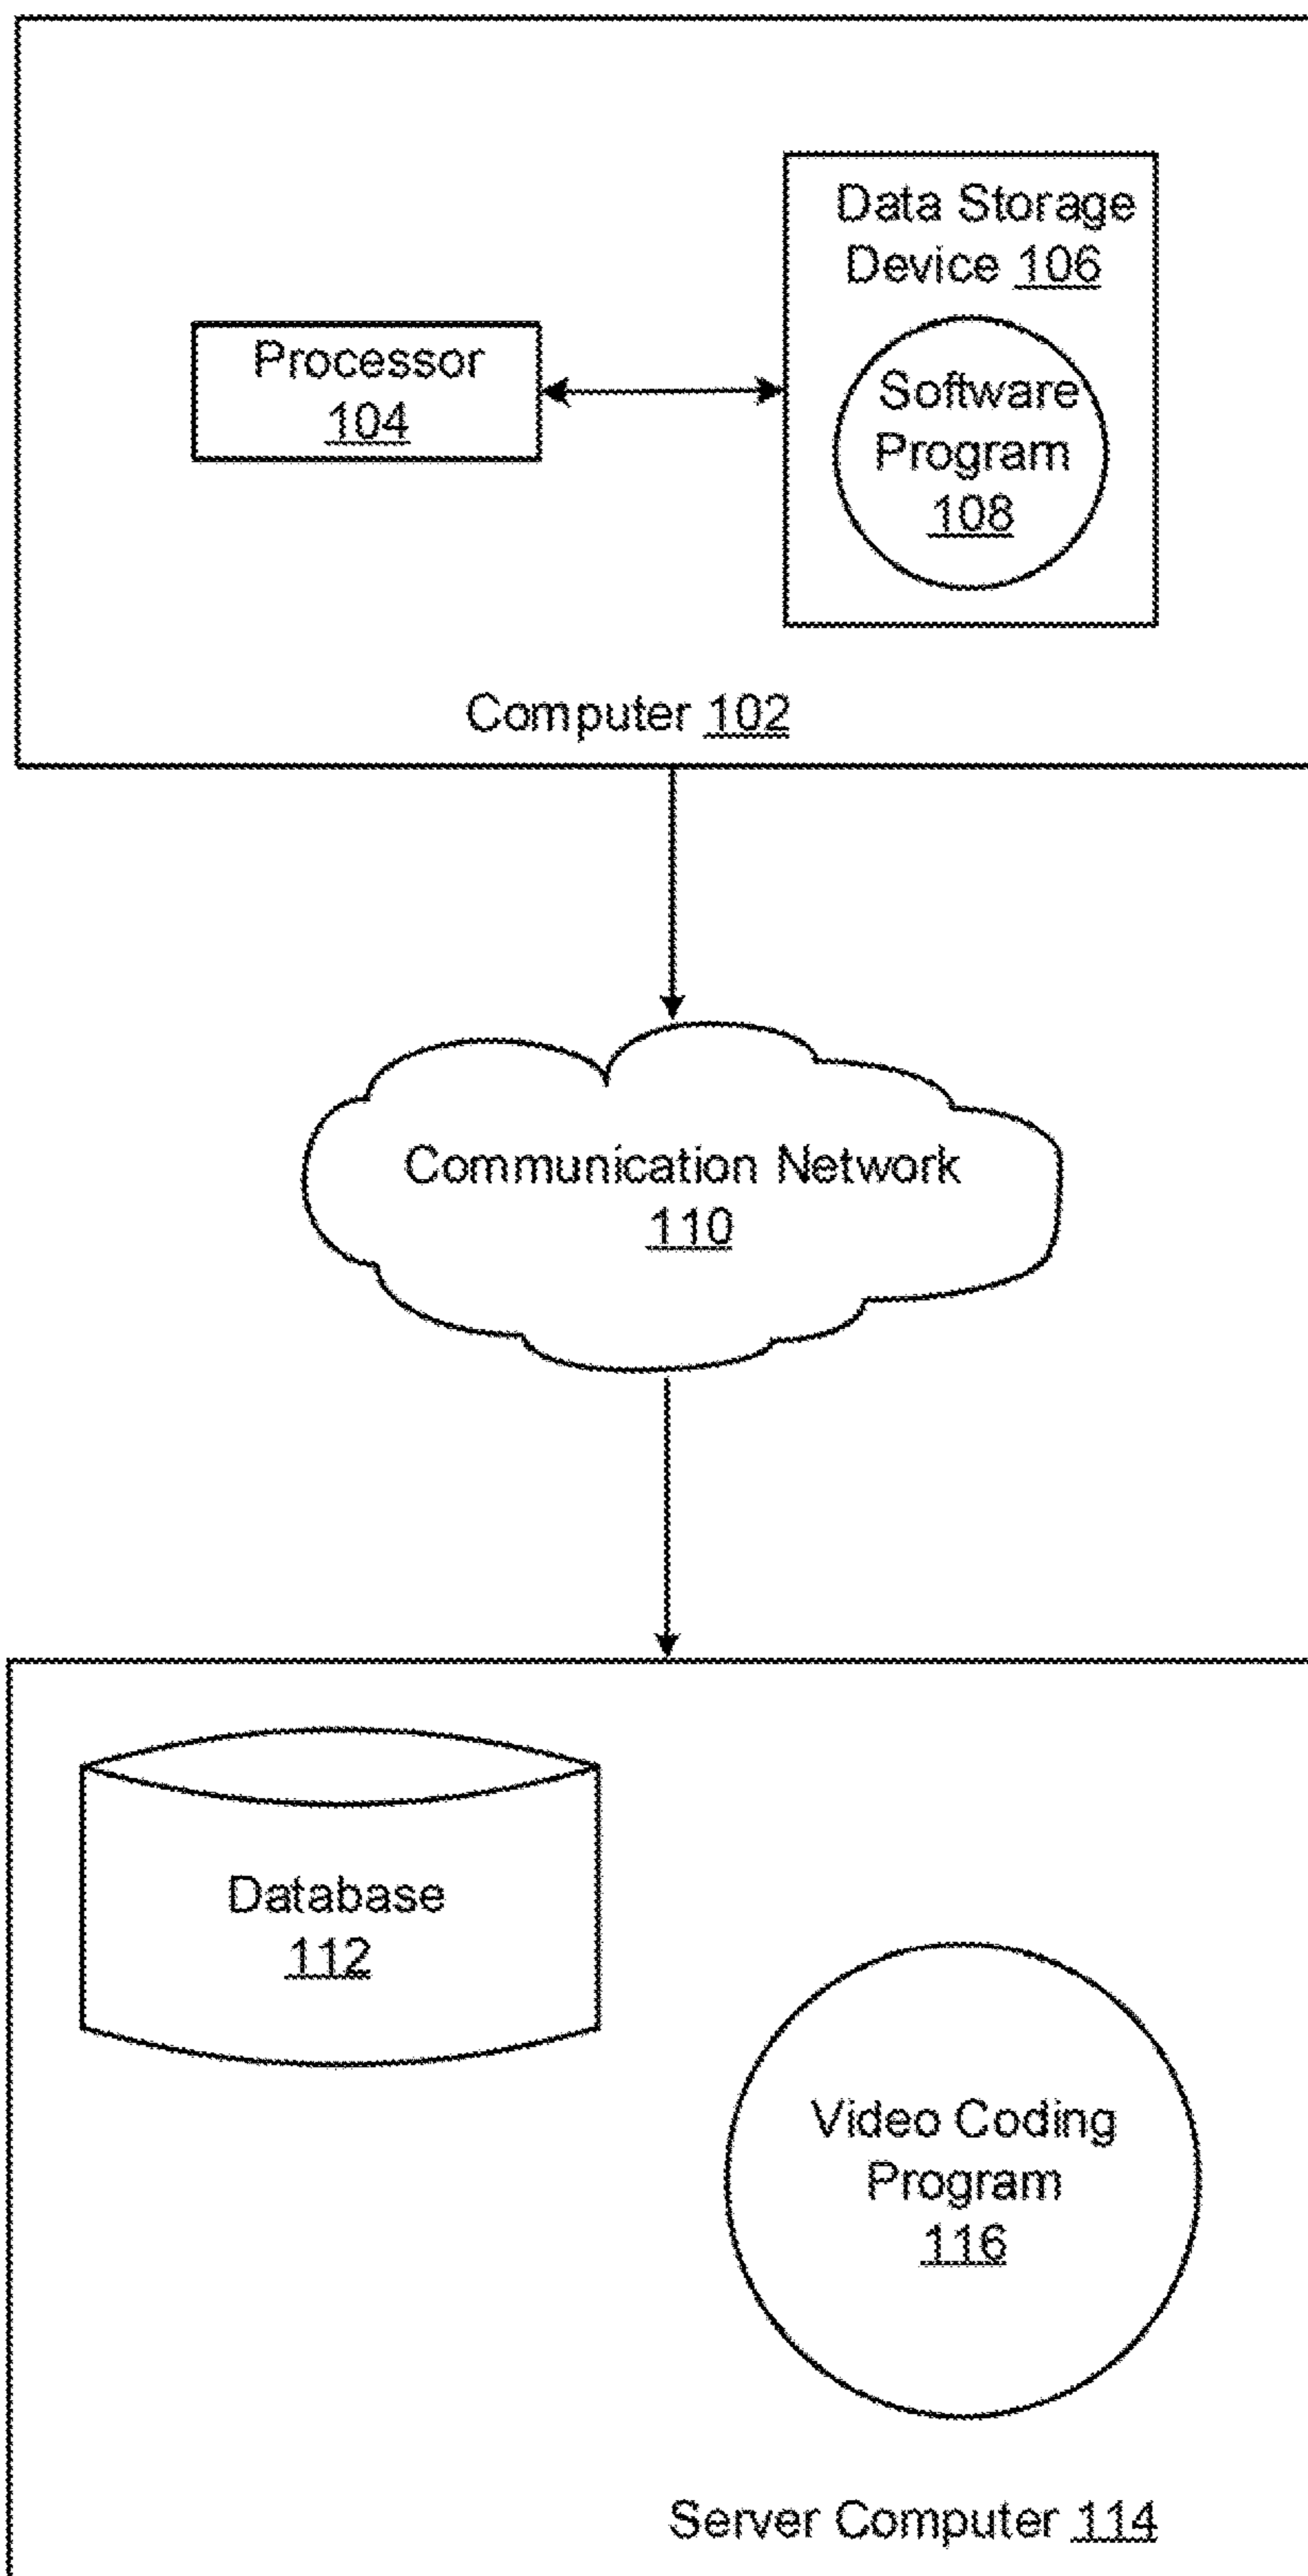 Data Storage
Device 106
Processor
104
Software
Program
108
Computer 102
Communication Network
110
Database
112
Video Coding
Program
116
Server Computer 114